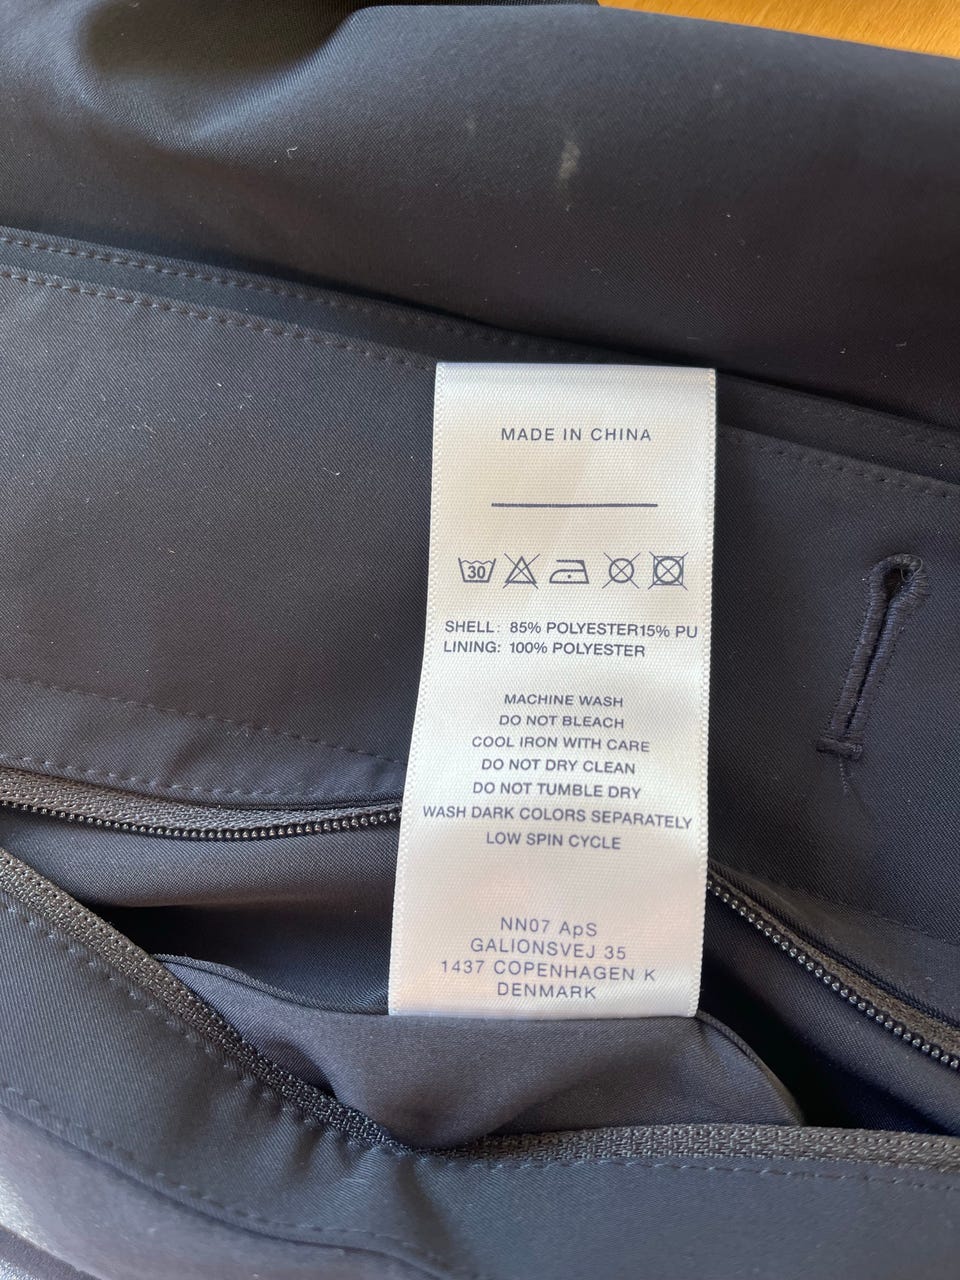 MADE IN CHINA
30
SHELL: 85% POLYESTER15% PU
LINING: 100% POLYESTER
MACHINE WASH
DO NOT BLEACH
COOL IRON WITH CARE
DO NOT DRY CLEAN
DO NOT TUMBLE DRY
WASH DARK COLORS SEPARATELY
LOW SPIN CYCLE
NN07 ApS
GALIONSVEJ 35
1437 COPENHAGEN K
DENMARK